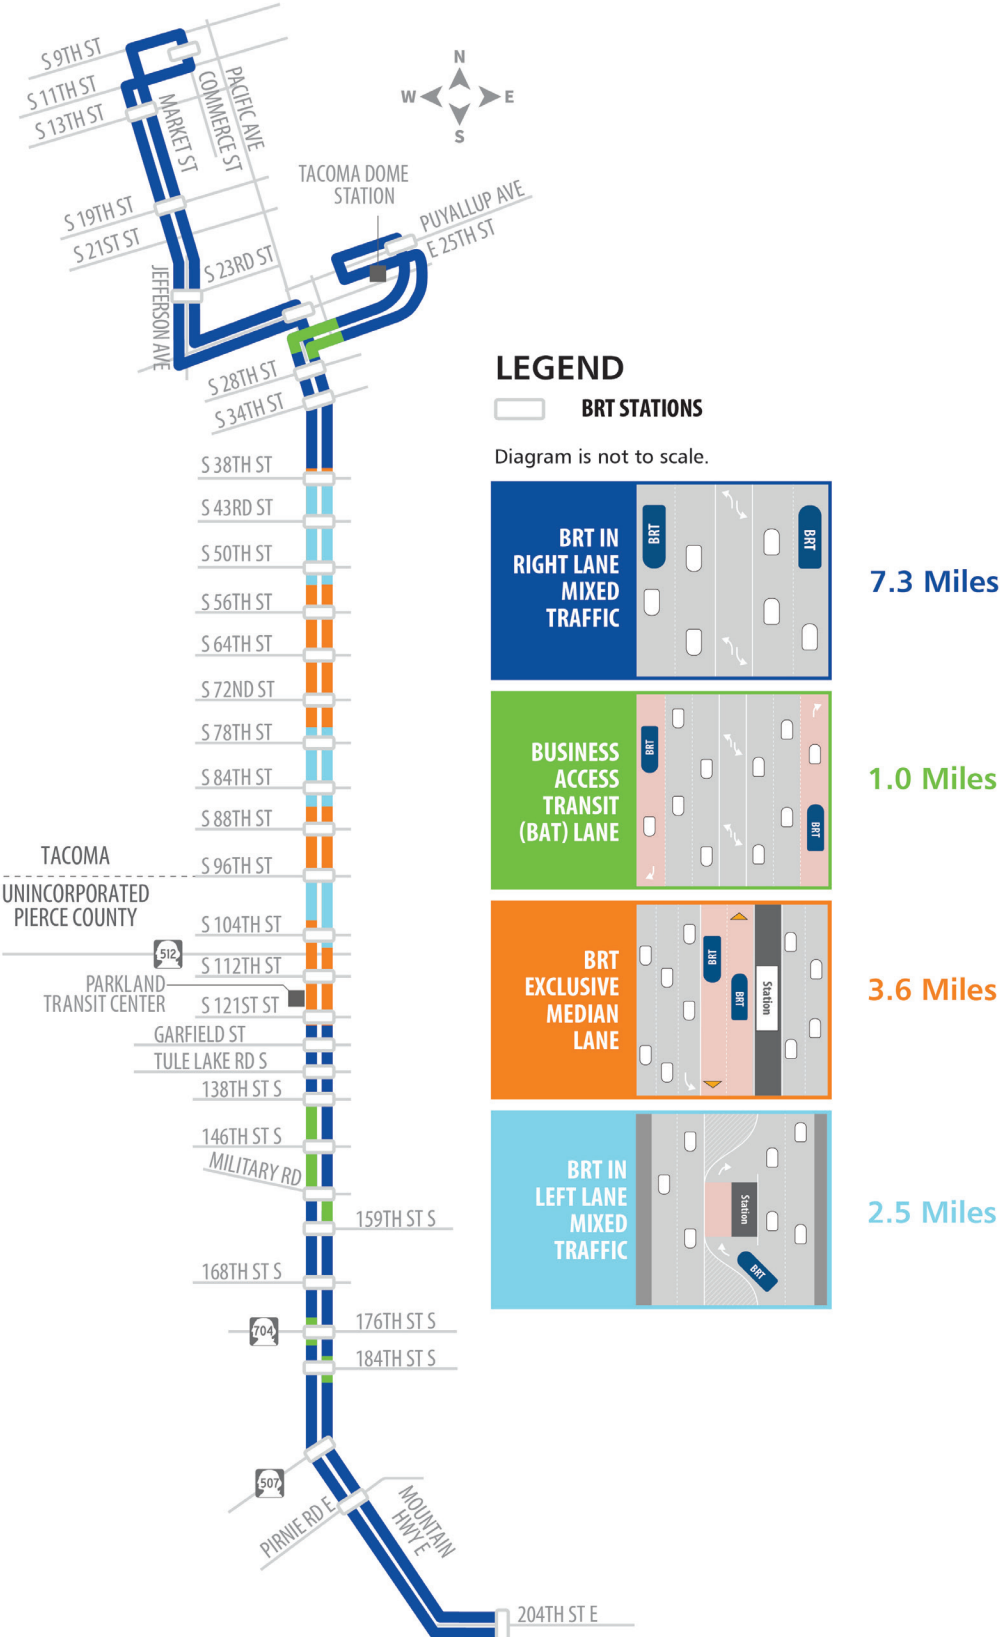 S 9TH ST
S 11TH ST
S 13TH ST
MARKET ST
COMMERCE ST
PACIFIC AVE
N
W
E
S
TACOMA DOME
STATION
PUYALLUP AVE
E 25TH ST
S 19TH ST
S 21ST ST
S 23RD ST
JEFFERSON AVE
S 28TH ST
S 34TH ST
LEGEND
BRT STATIONS
Diagram is not to scale.
S 38TH ST
S 43RD ST
S 50TH ST
S 56TH ST
S 64TH ST
S 72ND ST
S 78TH ST
S 84TH ST
S 88TH ST
TACOMA
S 96TH ST
UNINCORPORATED
PIERCE COUNTY
S 104TH ST
512
S 112TH ST
PARKLAND
TRANSIT CENTER
S 121ST ST
GARFIELD ST
TULE LAKE RD S
138TH ST S
146TH ST S
MILITARY RD
159TH ST S
168TH ST S
704
176TH ST S
184TH ST S
507
PIRNIE RD E
MOUNTAIN
HWY E
204TH ST E
BRT IN
RIGHT LANE
MIXED
TRAFFIC
BRT
BRT
7.3 Miles
BUSINESS
ACCESS
TRANSIT
(BAT) LANE
BRT
BRT
1.0 Miles
BRT
EXCLUSIVE
MEDIAN
LANE
BRT
BRT
Station
3.6 Miles
BRT IN
LEFT LANE
MIXED
TRAFFIC
Station
BRT
2.5 Miles